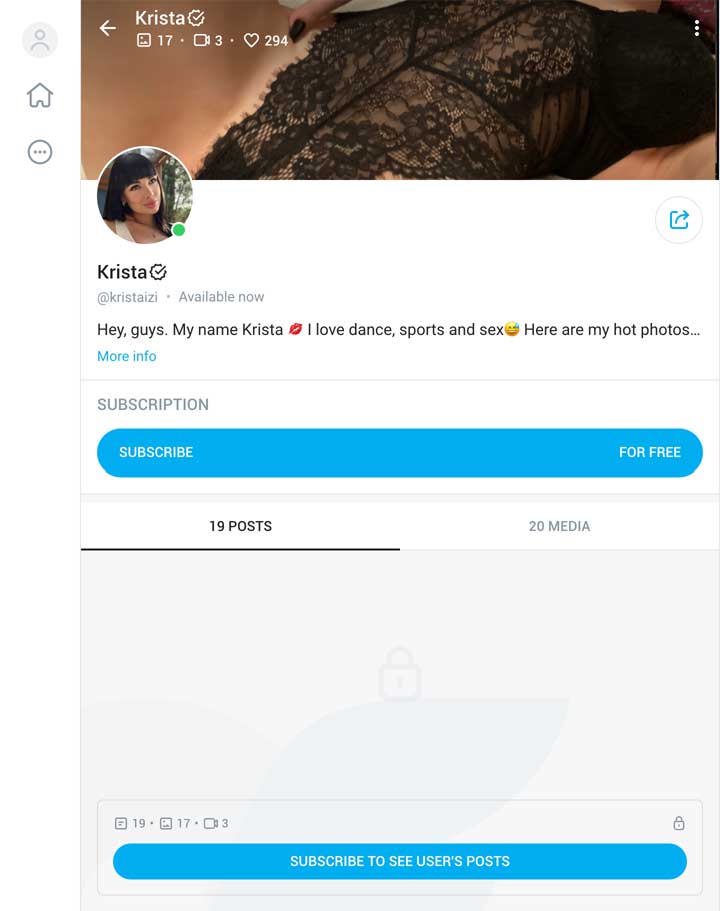 Krista
17 · 3 · 294
Krista
@kristaizi · Available now
Hey, guys. My name Krista 💋 I love dance, sports and sex😅 Here are my hot photos...
More info
SUBSCRIPTION
SUBSCRIBE FOR FREE
19 POSTS 20 MEDIA
19 · 17 · 3
SUBSCRIBE TO SEE USER'S POSTS